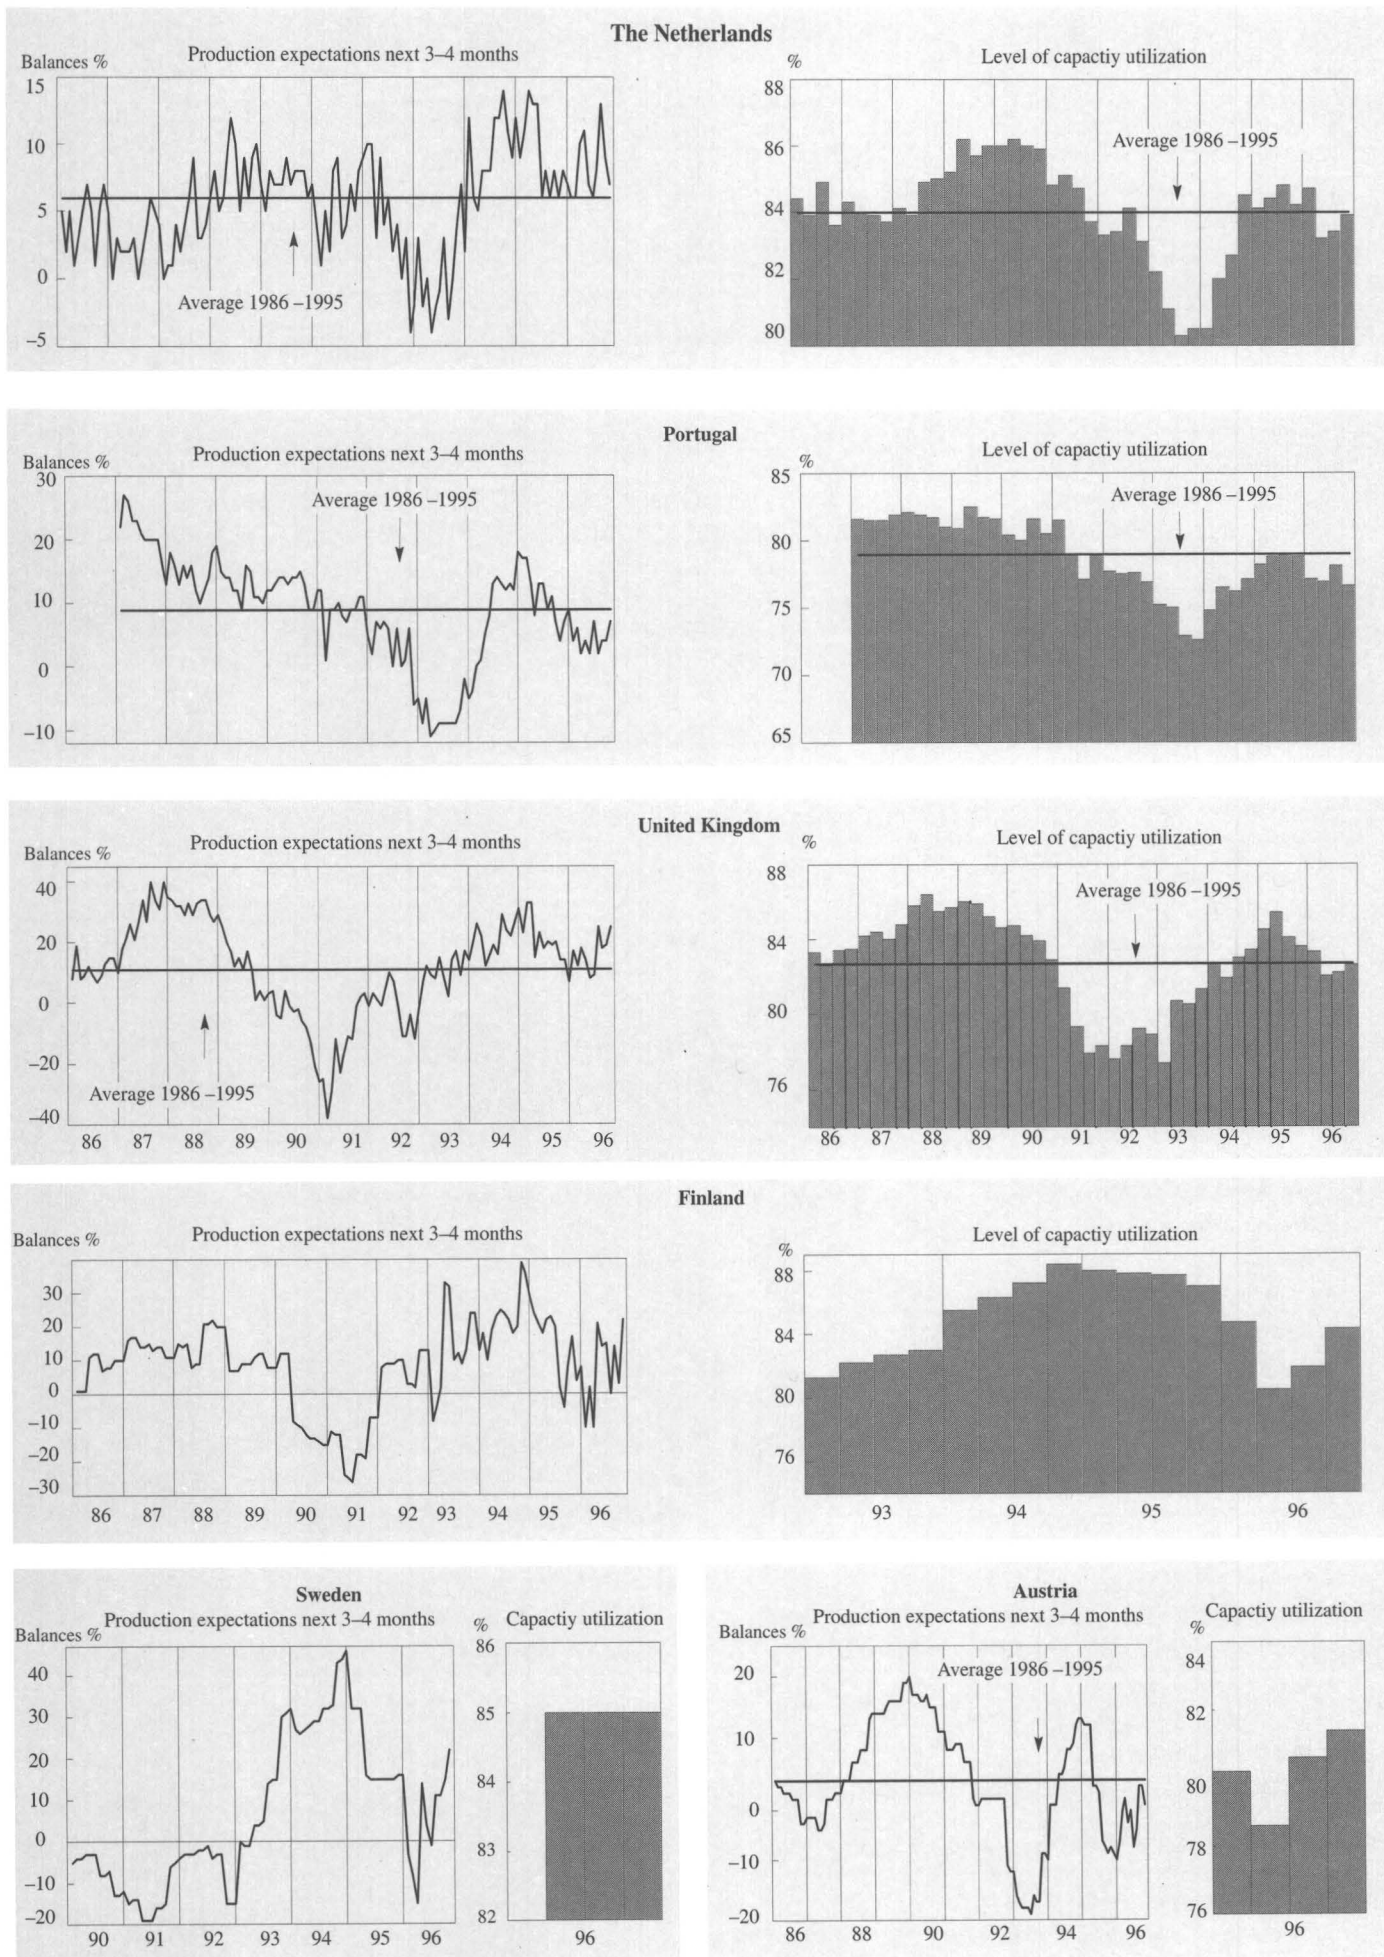 The Netherlands
Production expectations next 3–4 months
Balances %
15
10
5
0
–5
Average 1986 –1995
Level of capactiy utilization
%
88
86
84
82
80
Average 1986 –1995
Portugal
Production expectations next 3–4 months
Balances %
30
20
10
0
–10
Average 1986 –1995
Level of capactiy utilization
%
85
80
75
70
65
Average 1986 –1995
United Kingdom
Production expectations next 3–4 months
Balances %
40
20
0
–20
–40
Average 1986 –1995
86 87 88 89 90 91 92 93 94 95 96
Level of capactiy utilization
%
88
84
80
76
Average 1986 –1995
86 87 88 89 90 91 92 93 94 95 96
Finland
Production expectations next 3–4 months
Balances %
30
20
10
0
–10
–20
–30
86 87 88 89 90 91 92 93 94 95 96
Level of capactiy utilization
%
88
84
80
76
93 94 95 96
Sweden
Production expectations next 3–4 months
Balances %
40
30
20
10
0
–10
–20
90 91 92 93 94 95 96
Capactiy utilization
%
86
85
84
83
82
96
Austria
Production expectations next 3–4 months
Balances %
20
10
0
–10
–20
Average 1986 –1995
86 88 90 92 94 96
Capactiy utilization
%
84
82
80
78
76
96